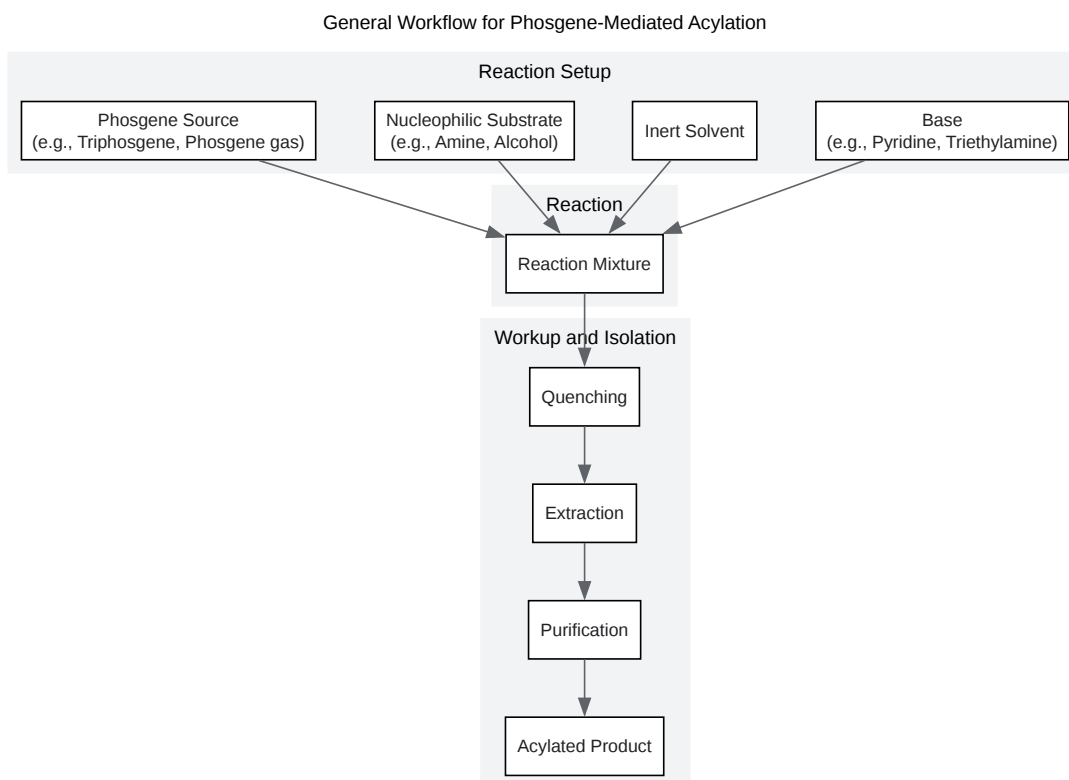 General Workflow for Phosgene-Mediated Acylation
Reaction Setup
Phosgene Source
(e.g., Triphosgene, Phosgene gas)
Nucleophilic Substrate
(e.g., Amine, Alcohol)
Inert Solvent
Base
(e.g., Pyridine, Triethylamine)
Reaction
Reaction Mixture
Workup and Isolation
Quenching
Extraction
Purification
Acylated Product